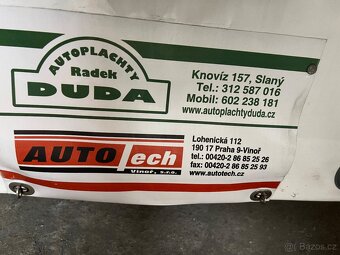 AUTOPLACHTY
Radek
DUDA
Knovíz 157, Slaný
Tel.: 312 587 016
Mobil: 602 238 181
www.autoplachtyduda.cz
AUTOTech
Vinoř, s.r.o.
Lohenická 112
190 17 Praha 9-Vinoř
tel.: 00420-2 86 85 25 26
fax: 00420-2 86 85 25 93
www.autotech.cz
Bazoš.cz